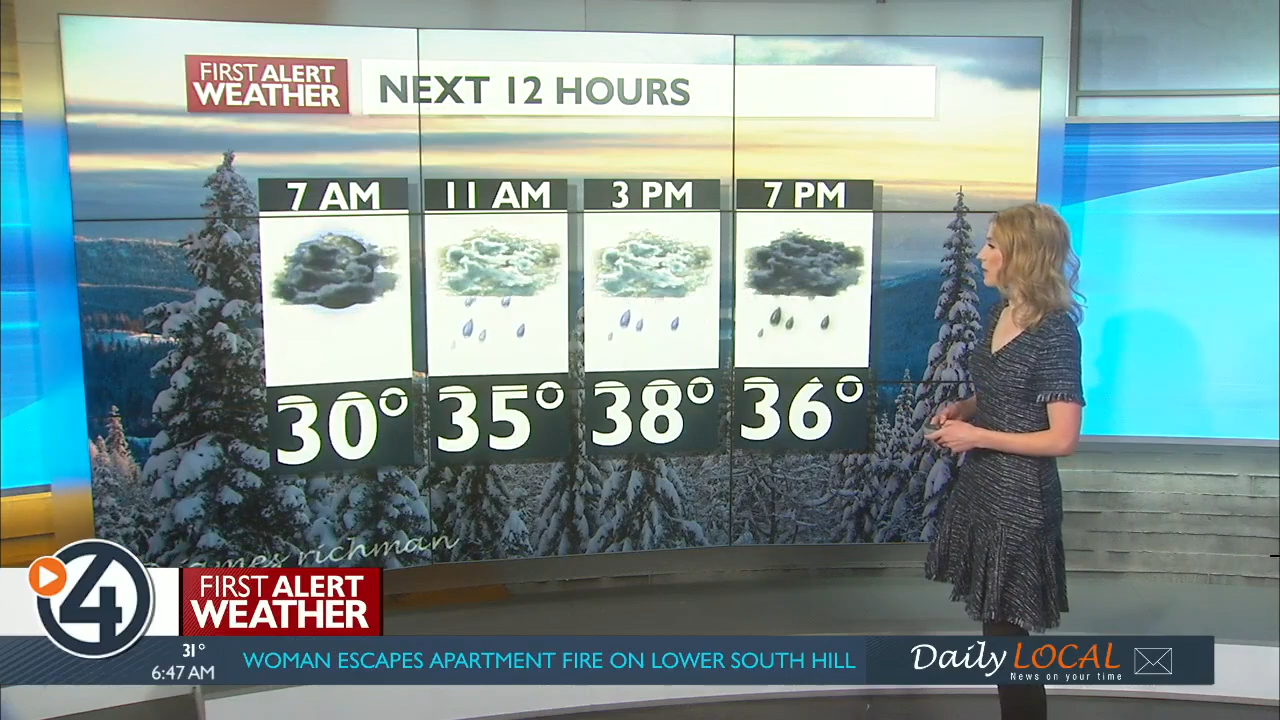 FIRST ALERT
WEATHER
NEXT 12 HOURS
7 AM
11 AM
3 PM
7 PM
30°
35°
38°
36°
james richman
4
FIRST ALERT
WEATHER
31°
6:47 AM
WOMAN ESCAPES APARTMENT FIRE ON LOWER SOUTH HILL
Daily LOCAL
News on your time